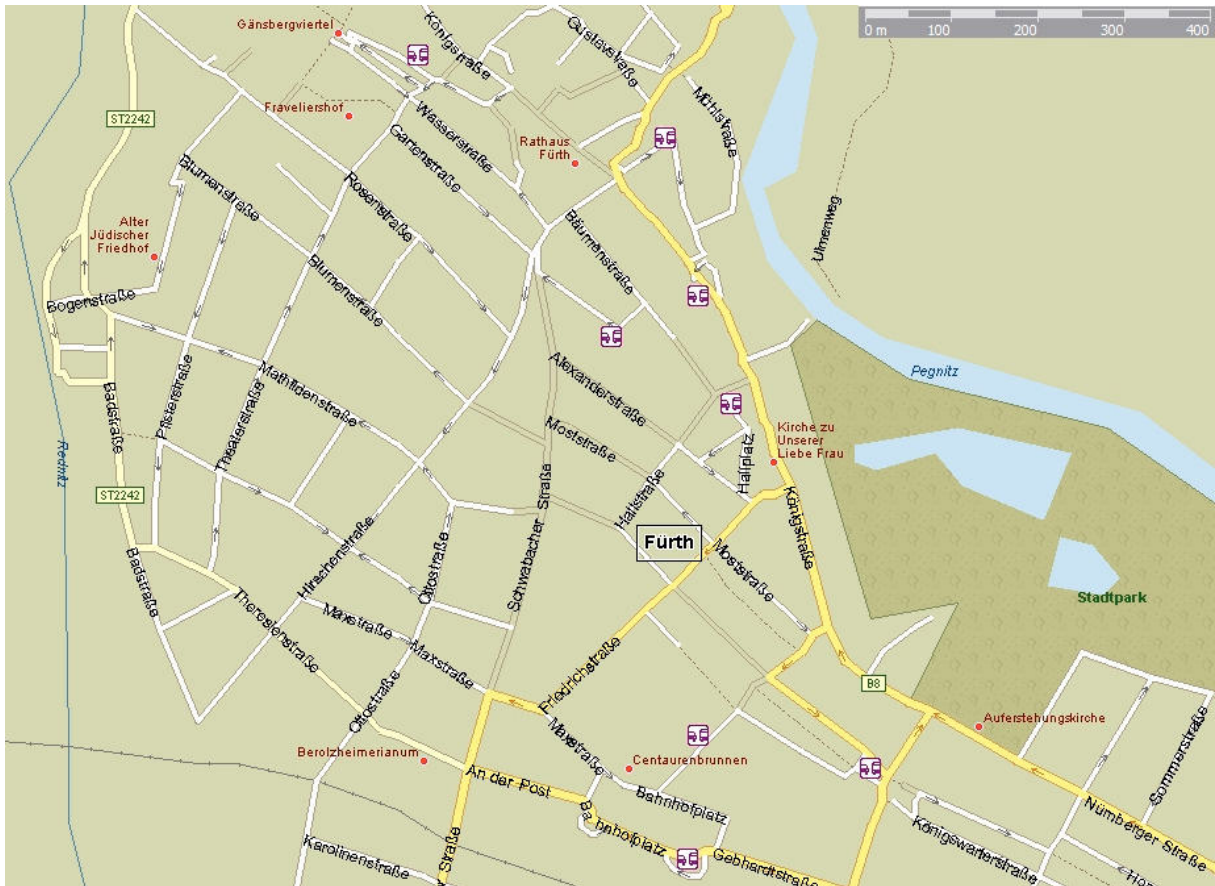 Gänsbergviertel
Königstraße
Gustavstraße
0 m 100 200 300 400
Fraveliershof
ST2242
Wasserstraße
Gartenstraße
Mühlstraße
Rathaus
Fürth
Blumenstraße
Rosenstraße
Alter
Jüdischer
Friedhof
Bäumenstraße
Ulmenweg
Blumenstraße
Bogenstraße
Pfisterstraße
Mathildenstraße
Alexanderstraße
Pegnitz
Badstraße
Theaterstraße
Moststraße
Hallplatz
Kirche zu
Unserer
Liebe Frau
Rednitz
ST2242
Hallstraße
Königstraße
Schwabacher Straße
Hirschenstraße
Ottostraße
Fürth
Moststraße
Badstraße
Theresienstraße
Maxstraße
Maxstraße
Stadtpark
Friedrichstraße
B8
Ottostraße
Maxstraße
Auferstehungskirche
Sommerstraße
Berolzheimerianum
Centaurenbrunnen
An der Post
Bahnhofplatz
Bahnhofplatz
Nürnberger Straße
Königswarterstraße
Karolinenstraße
Straße
Gebhardtstraße